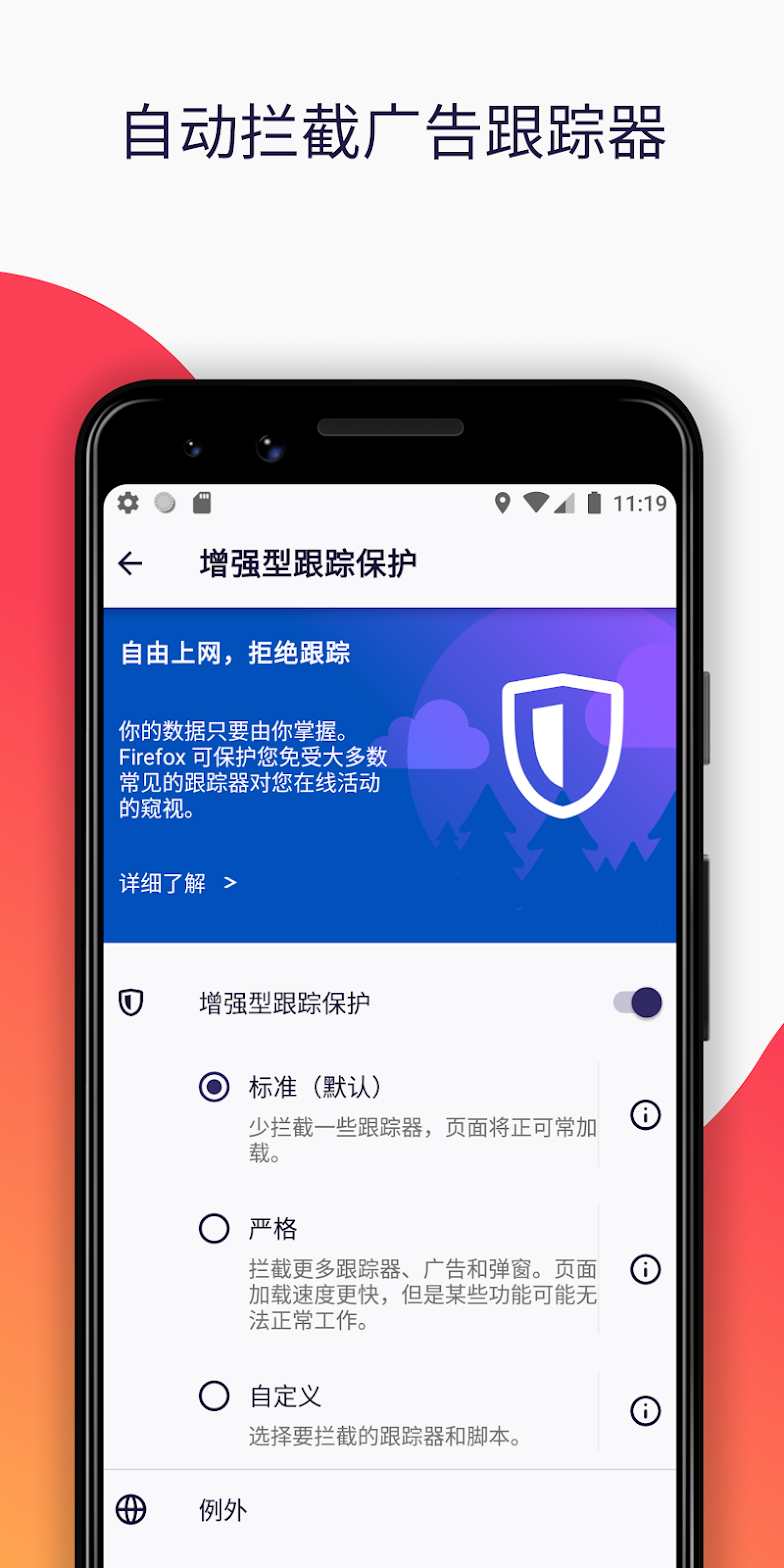 自动拦截广告跟踪器
11:19
增强型跟踪保护
自由上网，拒绝跟踪
你的数据只要由你掌握。
Firefox 可保护您免受大多数
常见的跟踪器对您在线活动
的窥视。
详细了解 >
增强型跟踪保护
标准（默认）
少拦截一些跟踪器，页面将正可常加
载。
严格
拦截更多跟踪器、广告和弹窗。页面
加载速度更快，但是某些功能可能无
法正常工作。
自定义
选择要拦截的跟踪器和脚本。
例外